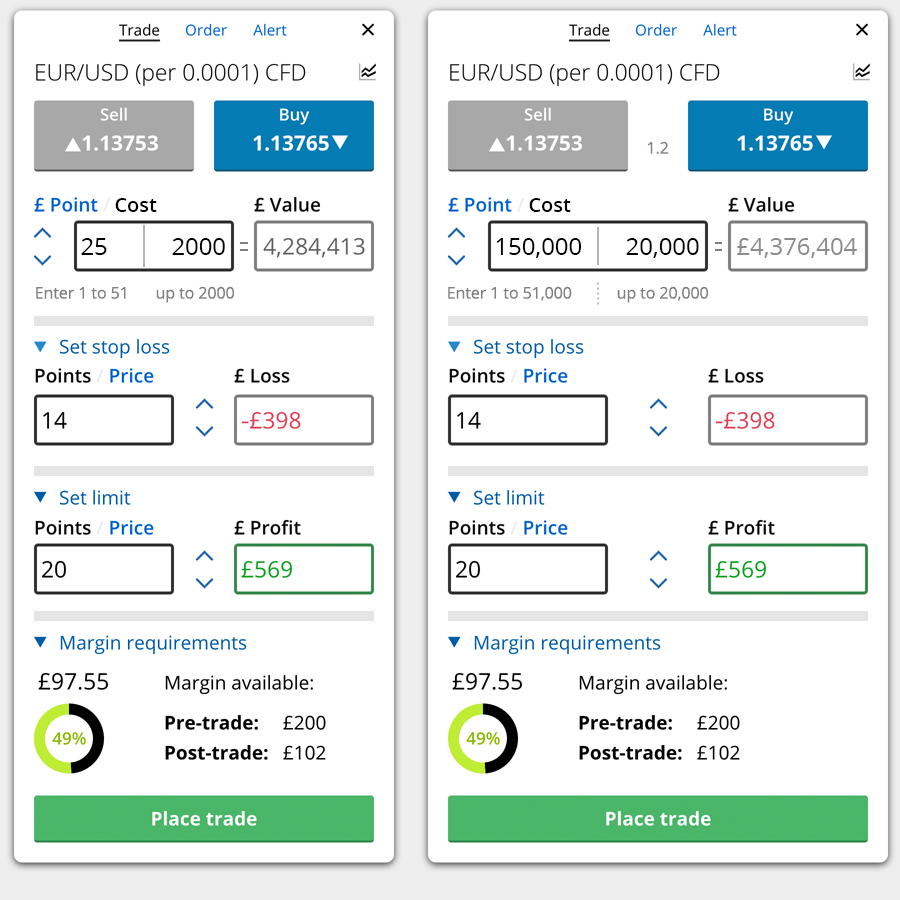 Trade Order Alert ×
EUR/USD (per 0.0001) CFD
Sell
▲1.13753
Buy
1.13765▼
£ Point / Cost
£ Value
25 2000 = 4,284,413
Enter 1 to 51 up to 2000
▼ Set stop loss
Points / Price
£ Loss
14
-£398
▼ Set limit
Points / Price
£ Profit
20
£569
▼ Margin requirements
£97.55
Margin available:
49%
Pre-trade: £200
Post-trade: £102
Place trade
Trade Order Alert ×
EUR/USD (per 0.0001) CFD
Sell
▲1.13753
1.2
Buy
1.13765▼
£ Point / Cost
£ Value
150,000 20,000 = £4,376,404
Enter 1 to 51,000 up to 20,000
▼ Set stop loss
Points / Price
£ Loss
14
-£398
▼ Set limit
Points / Price
£ Profit
20
£569
▼ Margin requirements
£97.55
Margin available:
49%
Pre-trade: £200
Post-trade: £102
Place trade